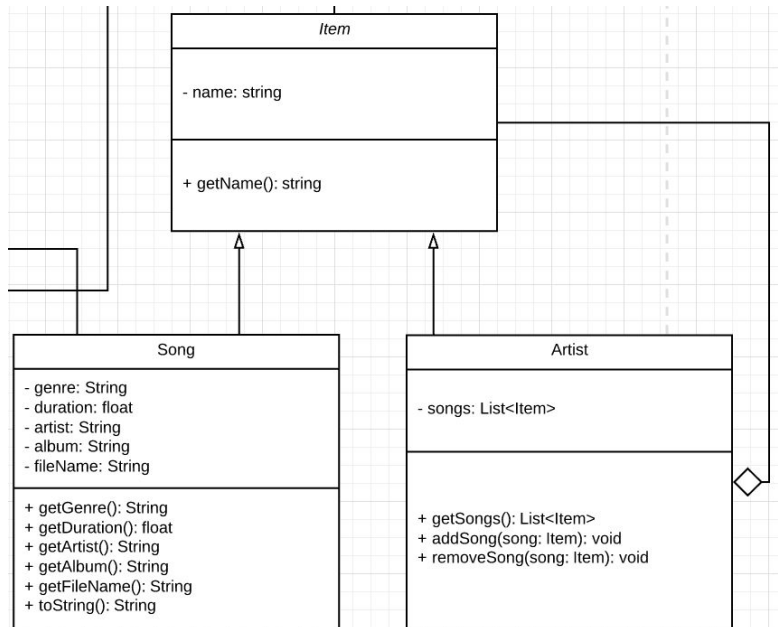 Item
- name: string
+ getName(): string
Song
- genre: String
- duration: float
- artist: String
- album: String
- fileName: String
+ getGenre(): String
+ getDuration(): float
+ getArtist(): String
+ getAlbum(): String
+ getFileName(): String
+ toString(): String
Artist
- songs: List<Item>
+ getSongs(): List<Item>
+ addSong(song: Item): void
+ removeSong(song: Item): void